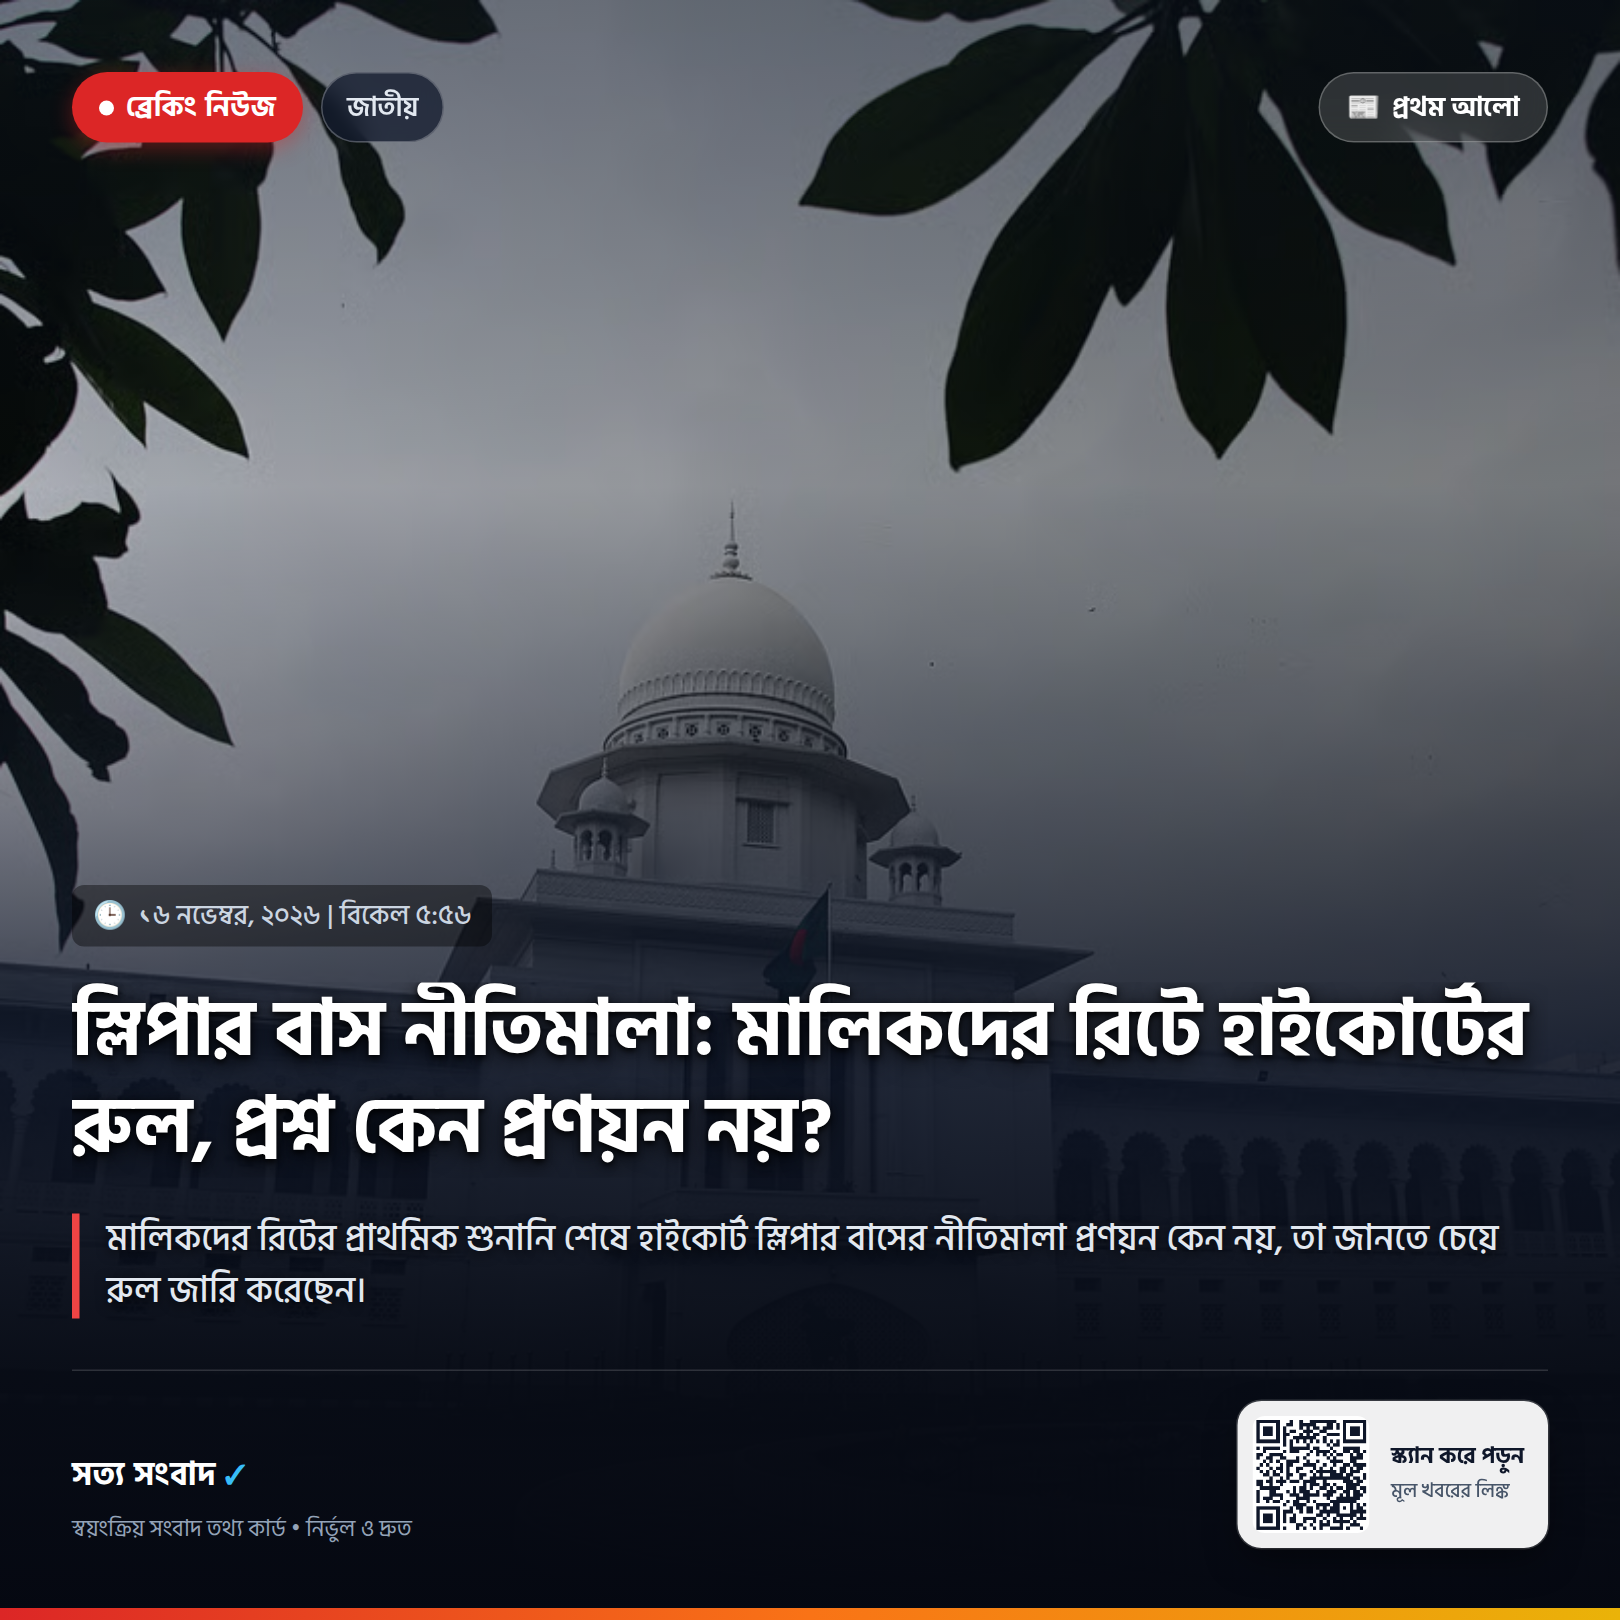 ব্রেকিং নিউজ
জাতীয়
প্রথম আলো
১৬ নভেম্বর, ২০২৬ | বিকেল ৫:৫৬
স্লিপার বাস নীতিমালা: মালিকদের রিটে হাইকোর্টের
রুল, প্রশ্ন কেন প্রণয়ন নয়?
মালিকদের রিটের প্রাথমিক শুনানি শেষে হাইকোর্ট স্লিপার বাসের নীতিমালা প্রণয়ন কেন নয়, তা জানতে চেয়ে
রুল জারি করেছেন।
সত্য সংবাদ ✓
স্বয়ংক্রিয় সংবাদ তথ্য কার্ড • নির্ভুল ও দ্রুত
স্ক্যান করে পড়ুন
মূল খবরের লিঙ্ক